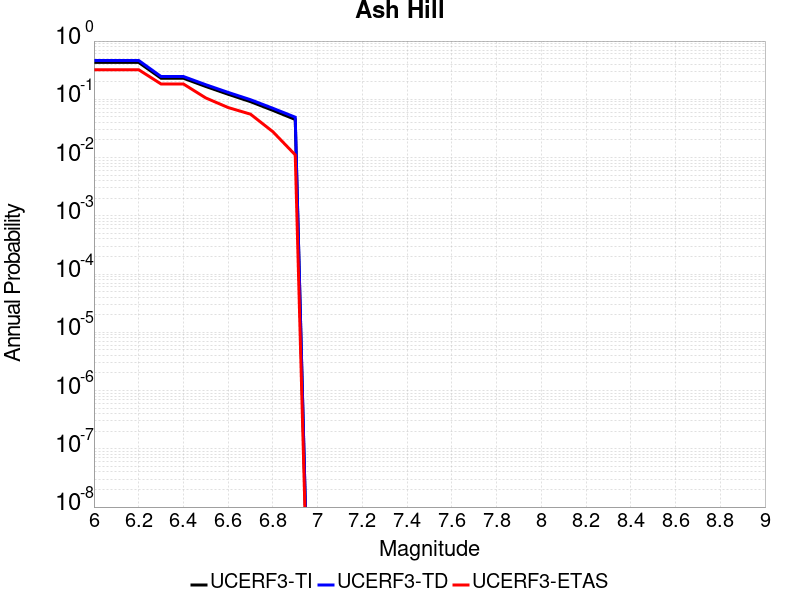 Ash Hill
10^0
10^-1
10^-2
10^-3
10^-4
10^-5
10^-6
10^-7
10^-8
Annual Probability
6 6.2 6.4 6.6 6.8 7 7.2 7.4 7.6 7.8 8 8.2 8.4 8.6 8.8 9
Magnitude
UCERF3-TI UCERF3-TD UCERF3-ETAS